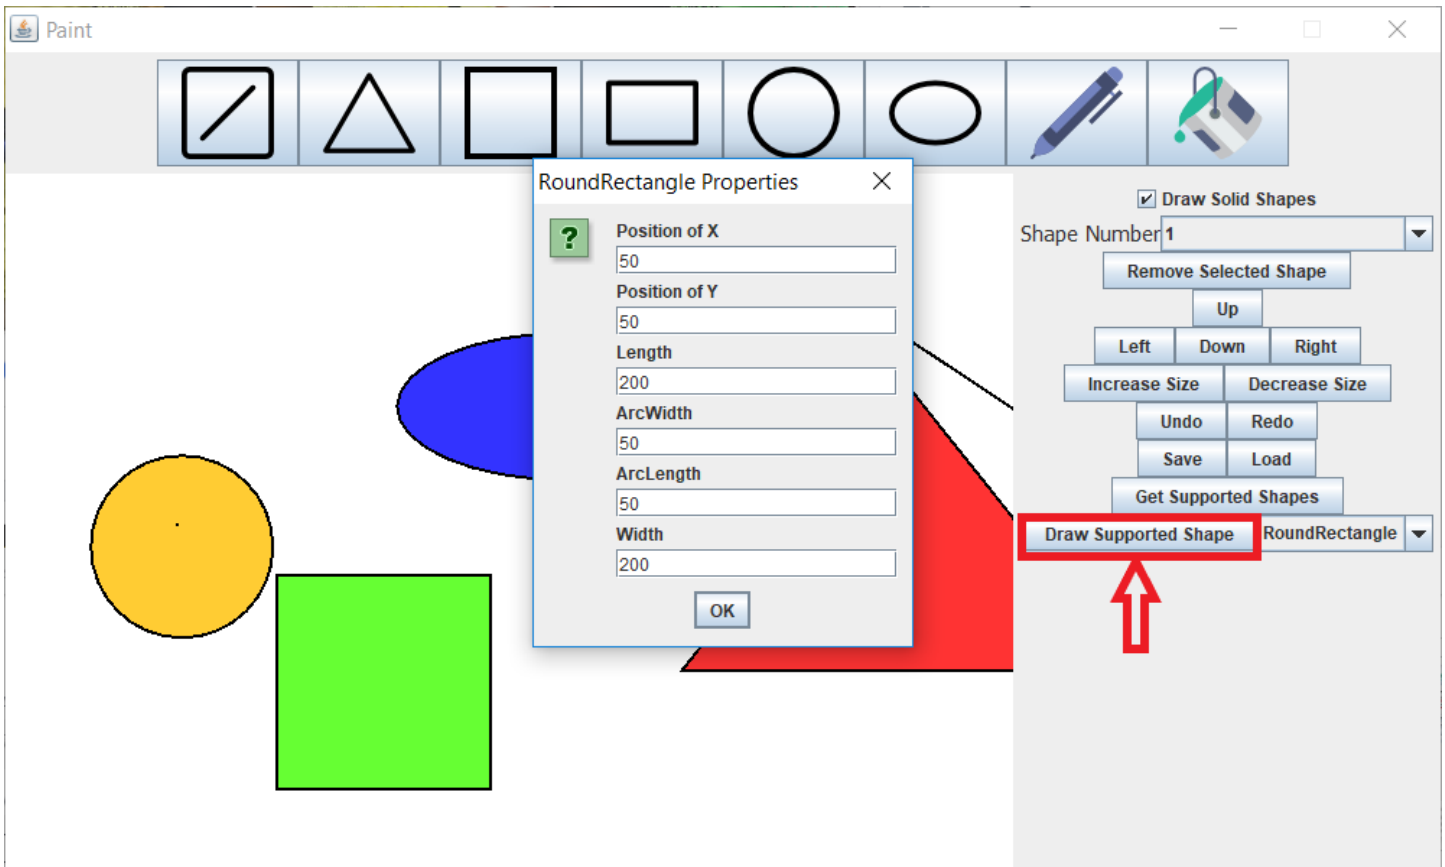 Paint
RoundRectangle Properties
?
Position of X
50
Position of Y
50
Length
200
ArcWidth
50
ArcLength
50
Width
200
OK
Draw Solid Shapes
Shape Number 1
Remove Selected Shape
Up
Left Down Right
Increase Size Decrease Size
Undo Redo
Save Load
Get Supported Shapes
Draw Supported Shape RoundRectangle